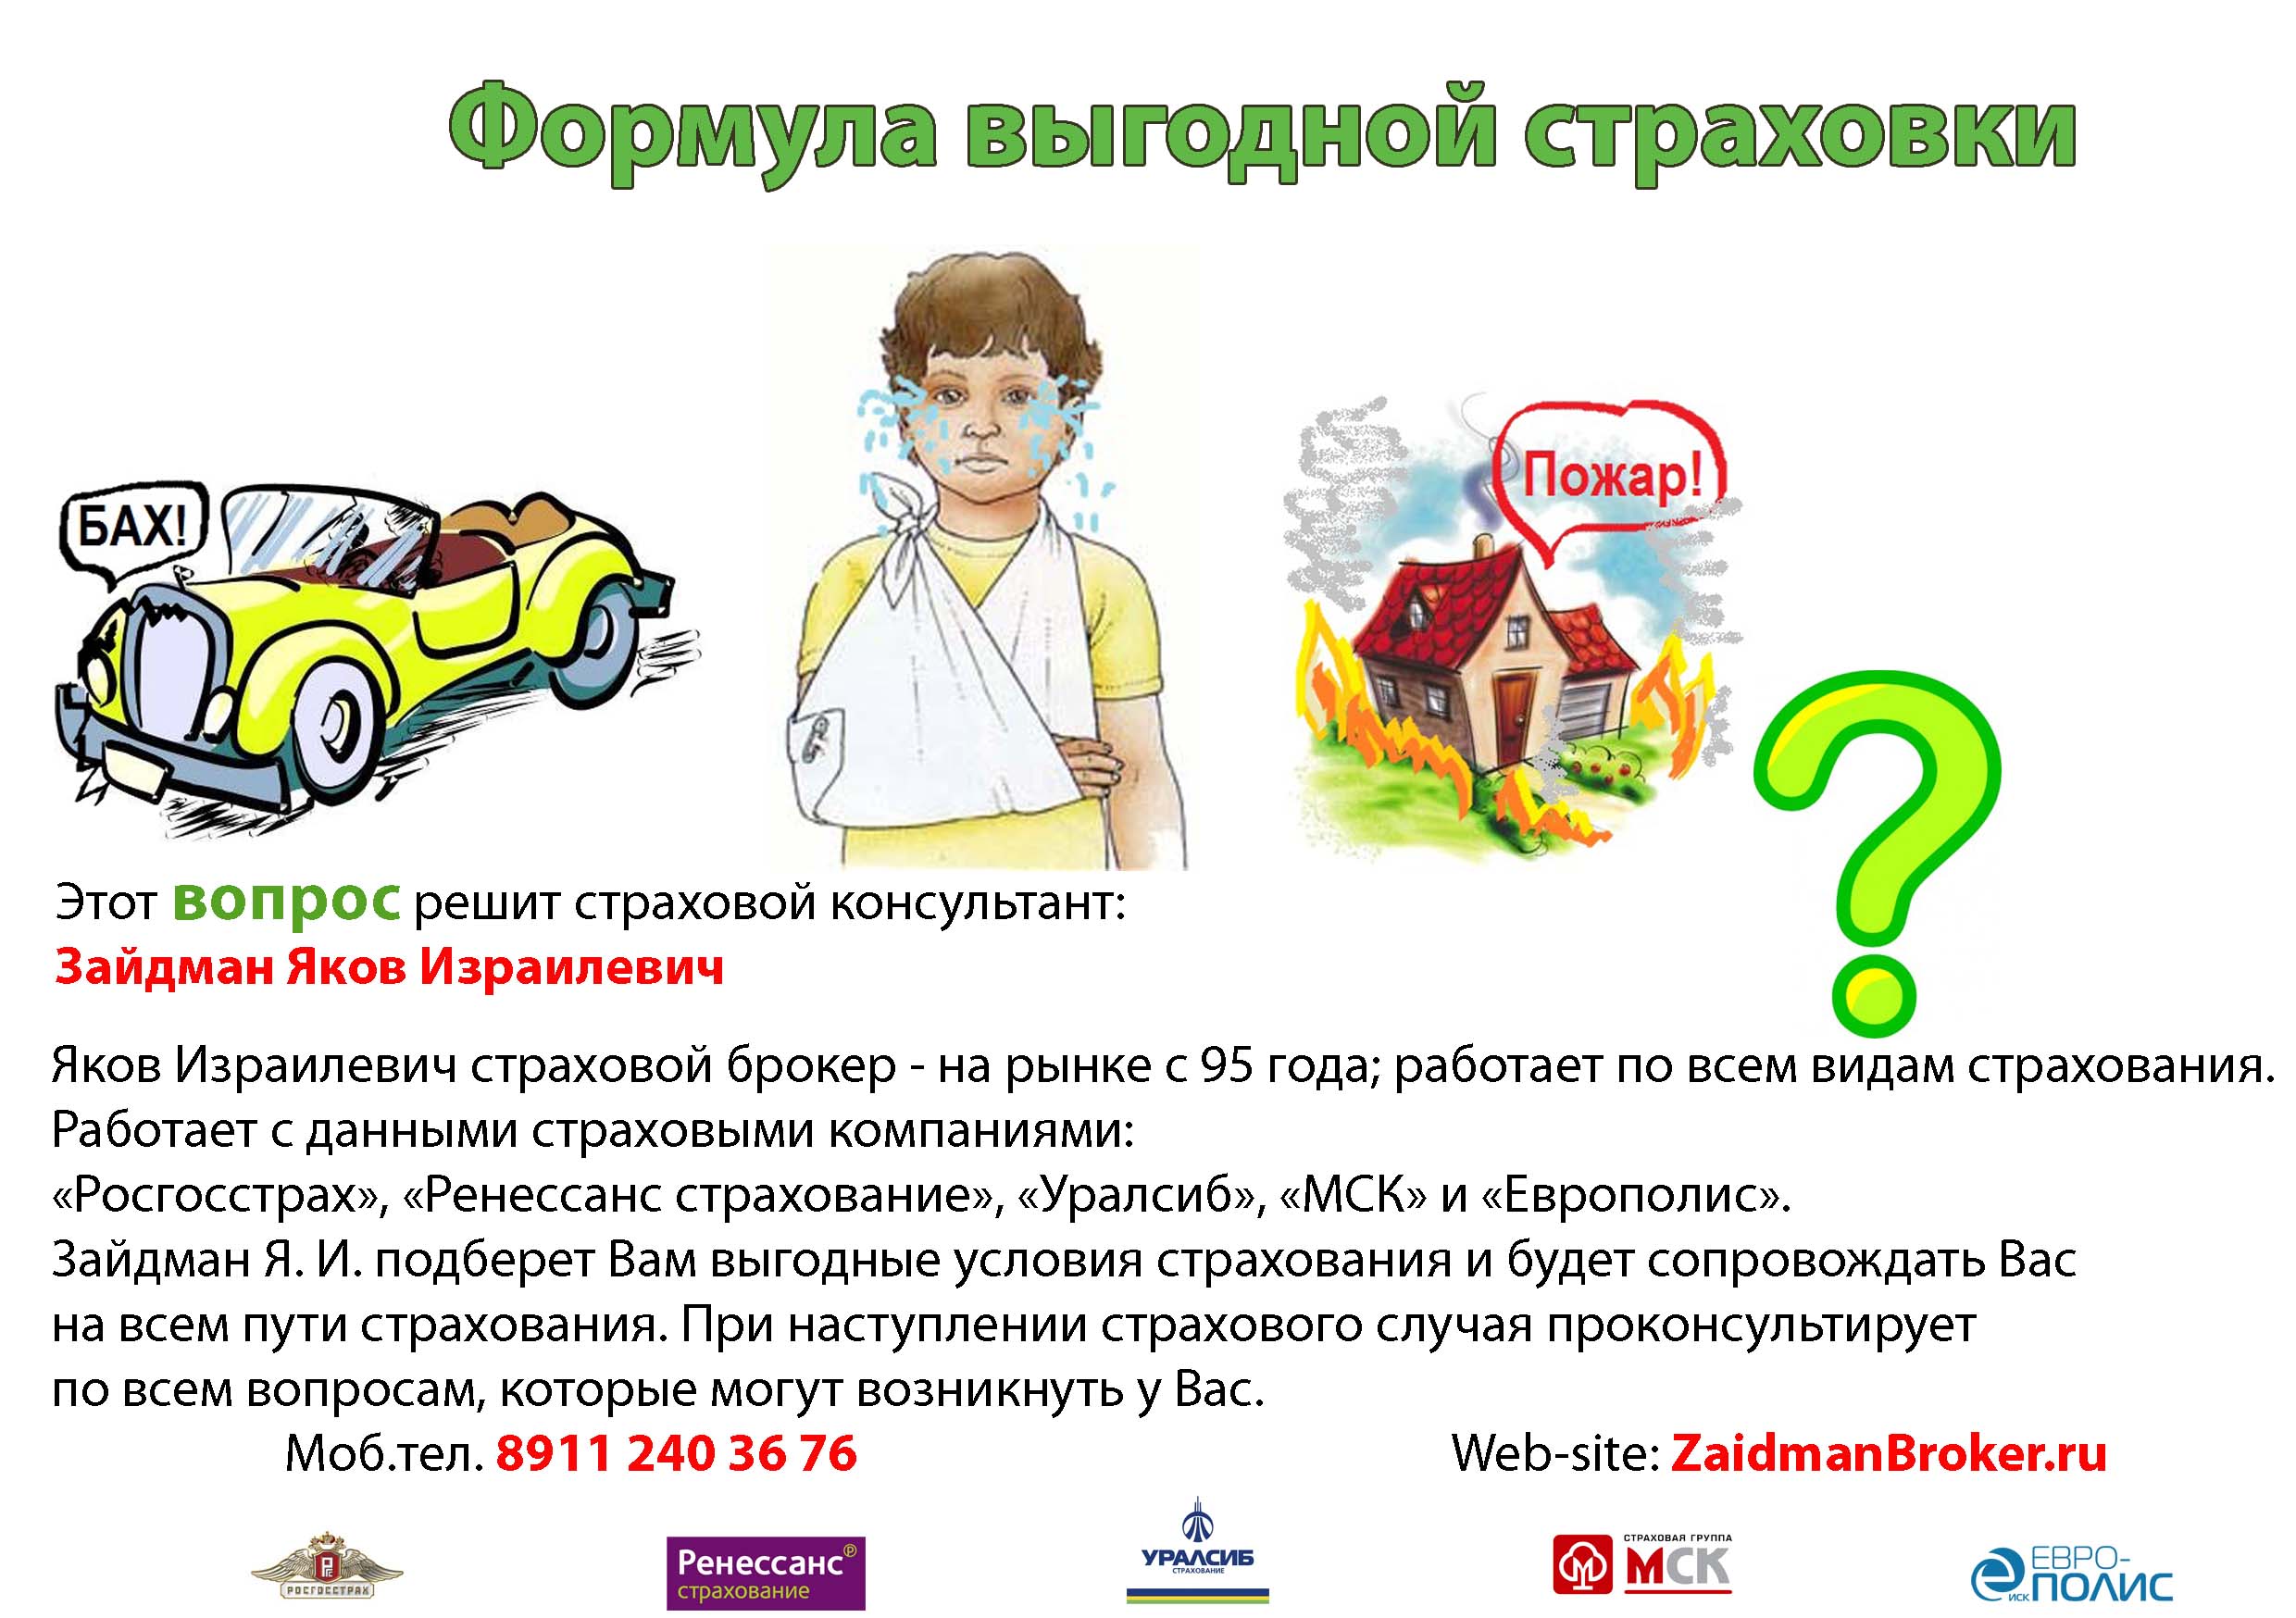 Формула выгодной страховки
БАХ!
Пожар!
Этот вопрос решит страховой консультант:
Зайдман Яков Израилевич
Яков Израилевич страховой брокер - на рынке с 95 года; работает по всем видам страхования.
Работает с данными страховыми компаниями:
«Росгосстрах», «Ренессанс страхование», «Уралсиб», «МСК» и «Европолис».
Зайдман Я. И. подберет Вам выгодные условия страхования и будет сопровождать Вас
на всем пути страхования. При наступлении страхового случая проконсультирует
по всем вопросам, которые могут возникнуть у Вас.
Моб.тел. 8911 240 36 76
Web-site: ZaidmanBroker.ru
РГС
РОСГОССТРАХ
Ренессанс
страхование
УРАЛСИБ
СТРАХОВАНИЕ
СТРАХОВАЯ ГРУППА
МСК
ЕВРО-
ИСК ПОЛИС